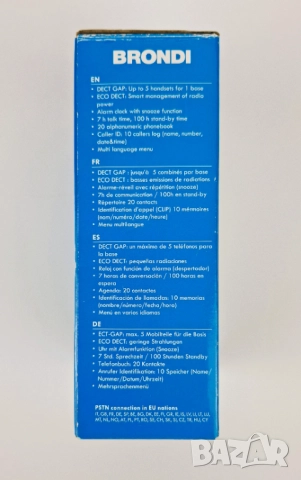 BRONDI
EN
- DECT GAP: Up to 5 handsets for 1 base
- ECO DECT: Smart management of radio
power
- Alarm clock with snooze function
- 7 h talk time, 100 h stand-by time
- 20 alphanumeric phonebook
- Caller ID: 10 callers log (name, number,
date&time)
- Multi language menu
FR
- DECT GAP : jusqu'à 5 combinés par base
- ECO DECT : basses emissions de radiations
- Alarme-réveil avec répétition (snooze)
- 7h de communication / 100h en stand-by
- Répertoire 20 contacts
- Identification d'appel (CLIP) 10 mémoires
(nom/numéro/date/heure)
- Menu multilangue
ES
- DECT GAP: un máximo de 5 teléfonos para
la base
- ECO DECT: pequeñas radiaciones
- Reloj con función de alarma (despertador)
- 7 horas de conversación / 100 horas en
espera
- Agenda: 20 contactos
- Identificación de llamadas: 10 memorias
(nombre/número/fecha/hora)
- Menu en varios idiomas
DE
- ECT-GAP: max. 5 Mobilteile für die Basis
- ECO DECT: geringe Strahlungen
- Uhr mit Alarmfunktion (Snooze)
- 7 Std. Sprechzeit / 100 Stunden Standby
- Telefonbuch: 20 Kontakte
- Anrufer Identifikation: 10 Speicher (Name/
Nummer/Datum/Uhrzeit)
- Mehrsprachmenü
PSTN connection in EU nations
BAZAR